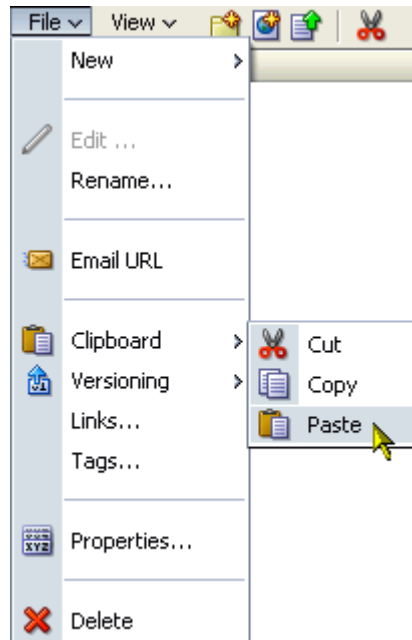 File View
New
Edit ...
Rename...
Email URL
Clipboard
Cut
Versioning
Copy
Links...
Paste
Tags...
Properties...
Delete